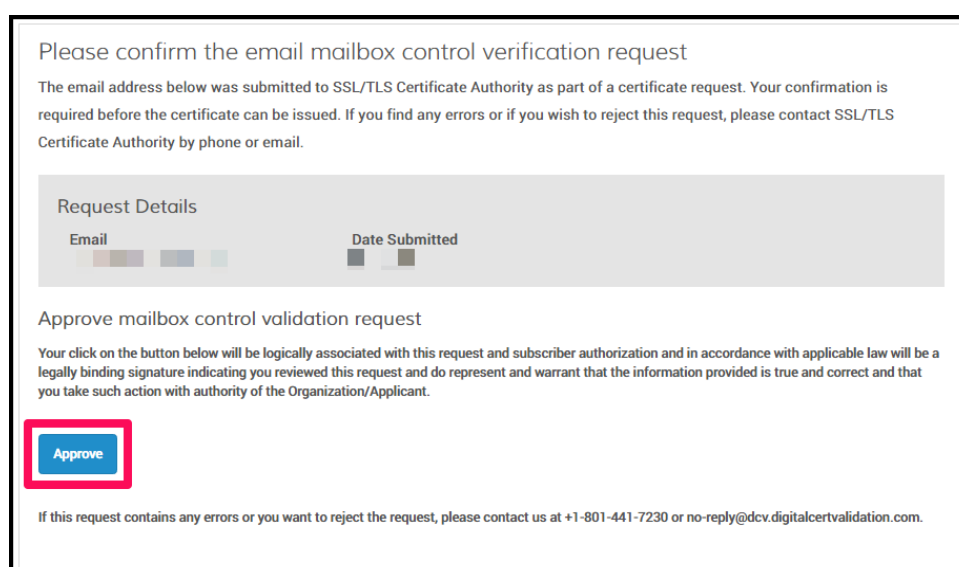 Please confirm the email mailbox control verification request
The email address below was submitted to SSL/TLS Certificate Authority as part of a certificate request. Your confirmation is
required before the certificate can be issued. If you find any errors or if you wish to reject this request, please contact SSL/TLS
Certificate Authority by phone or email.
Request Details
Email Date Submitted
Approve mailbox control validation request
Your click on the button below will be logically associated with this request and subscriber authorization and in accordance with applicable law will be a
legally binding signature indicating you reviewed this request and do represent and warrant that the information provided is true and correct and that
you take such action with authority of the Organization/Applicant.
Approve
If this request contains any errors or you want to reject the request, please contact us at +1-801-441-7230 or no-reply@dcv.digitalcertvalidation.com.